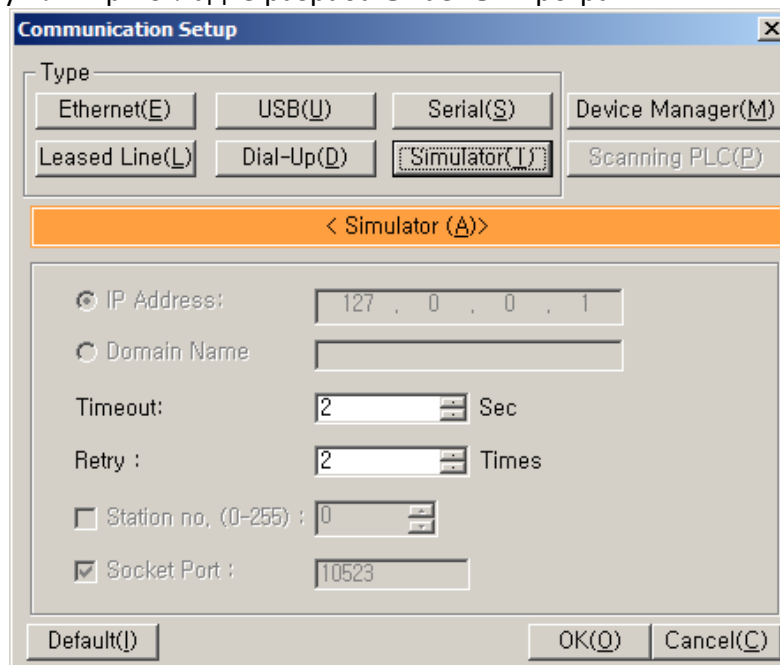 Communication Setup
Type
Ethernet(E) USB(U) Serial(S) Device Manager(M)
Leased Line(L) Dial-Up(D) Simulator(T) Scanning PLC(P)
< Simulator (A)>
IP Address: 127 . 0 . 0 . 1
Domain Name
Timeout: 2 Sec
Retry : 2 Times
Station no, (0-255) : 0
Socket Port : 10523
Default(I) OK(O) Cancel(C)